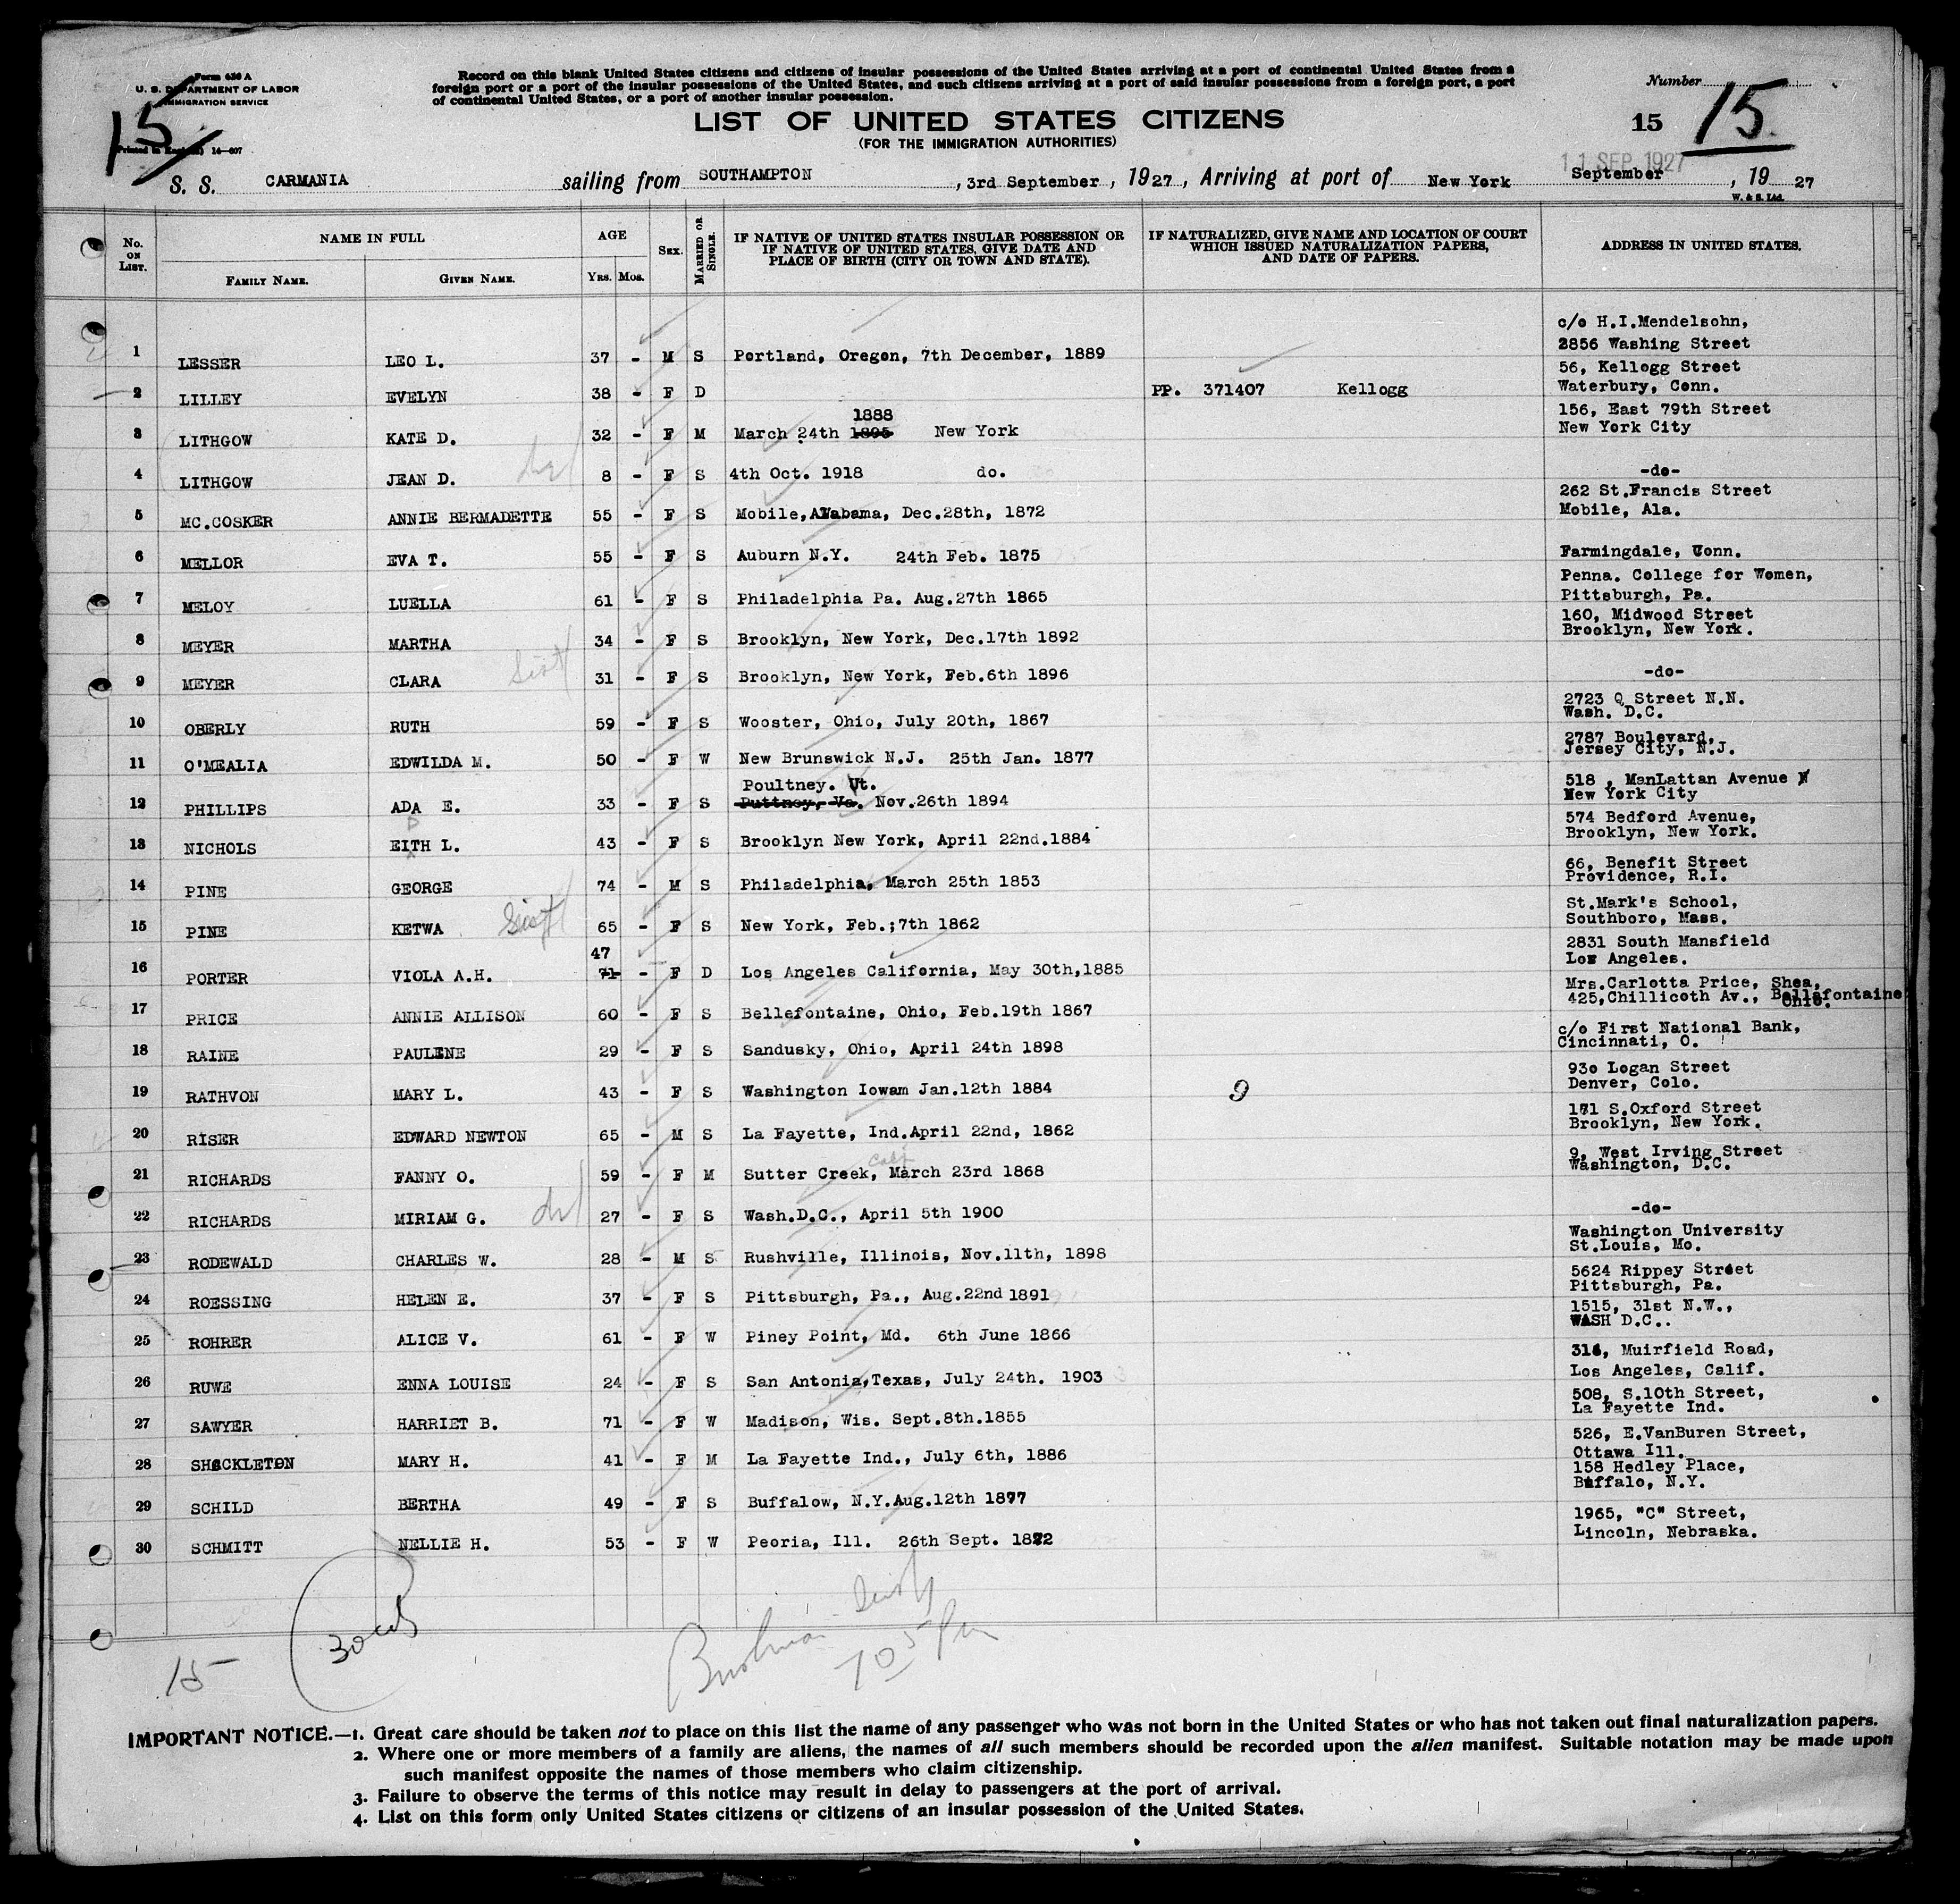 Form 630 A
U. S. DEPARTMENT OF LABOR
IMMIGRATION SERVICE
15
Record on this blank United States citizens and citizens of insular possessions of the United States arriving at a port of continental United States from a
foreign port or a port of the insular possessions of the United States, and such citizens arriving at a port of said insular possessions from a foreign port, a port
of continental United States, or a port of another insular possession.
LIST OF UNITED STATES CITIZENS
(FOR THE IMMIGRATION AUTHORITIES)
Number 15
15
11 SEP 1927
S. S. CARMANIA sailing from SOUTHAMPTON , 3rd September , 1927 , Arriving at port of New York September , 19 27
W. & S. Ltd.
No. ON LIST. NAME IN FULL AGE SEX. MARRIED OR SINGLE. IF NATIVE OF UNITED STATES INSULAR POSSESSION OR IF NATIVE OF UNITED STATES, GIVE DATE AND PLACE OF BIRTH (CITY OR TOWN AND STATE). IF NATURALIZED, GIVE NAME AND LOCATION OF COURT WHICH ISSUED NATURALIZATION PAPERS, AND DATE OF PAPERS. ADDRESS IN UNITED STATES.
FAMILY NAME. GIVEN NAME. YRS. MOS.
c/o H.I.Mendelsohn,
1 LESSER LEO L. 37 - M S Portland, Oregon, 7th December, 1889 2856 Washing Street
56, Kellogg Street
2 LILLEY EVELYN 38 - F D PP. 371407 Kellogg Waterbury, Conn.
1888 156, East 79th Street
3 LITHGOW KATE D. 32 - F M March 24th 1895 New York New York City
4 LITHGOW JEAN D. 8 - F S 4th Oct. 1918 do. -do-
262 St.Francis Street
5 MC.COSKER ANNIE BERMADETTE 55 - F S Mobile,Alabama, Dec.28th, 1872 Mobile, Ala.
6 MELLOR EVA T. 55 - F S Auburn N.Y. 24th Feb. 1875 Farmingdale, Conn.
Penna. College for Women,
7 MELOY LUELLA 61 - F S Philadelphia Pa. Aug.27th 1865 Pittsburgh, Pa.
160, Midwood Street
8 MEYER MARTHA 34 - F S Brooklyn, New York, Dec.17th 1892 Brooklyn, New York.
9 MEYER CLARA Sist 31 - F S Brooklyn, New York, Feb.6th 1896 -do-
2723 Q Street N.N.
10 OBERLY RUTH 59 - F S Wooster, Ohio, July 20th, 1867 Wash. D.C.
2787 Boulevard,
11 O'MEALIA EDWILDA M. 50 - F W New Brunswick N.J. 25th Jan. 1877 Jersey City, N.J.
Poultney. Vt. 518 , ManLattan Avenue
12 PHILLIPS ADA E. 33 - F S Puttney, Va. Nov.26th 1894 New York City
D 574 Bedford Avenue,
13 NICHOLS EITH L. 43 - F S Brooklyn New York, April 22nd.1884 Brooklyn, New York.
66, Benefit Street
14 PINE GEORGE 74 - M S Philadelphia, March 25th 1853 Providence, R.I.
St.Mark's School,
15 PINE KETWA Sist 65 - F S New York, Feb.;7th 1862 Southboro, Mass.
47 2831 South Mansfield
16 PORTER VIOLA A.H. 71 - F D Los Angeles California, May 30th,1885 Los Angeles.
Mrs.Carlotta Price, Shea,
425,Chillicoth Av., Bellefontaine
Ohio.
17 PRICE ANNIE ALLISON 60 - F S Bellefontaine, Ohio, Feb.19th 1867
c/o First National Bank,
18 RAINE PAULENE 29 - F S Sandusky, Ohio, April 24th 1898 Cincinnati, O.
930 Logan Street
19 RATHVON MARY L. 43 - F S Washington Iowam Jan.12th 1884 9 Denver, Colo.
171 S.Oxford Street
20 RISER EDWARD NEWTON 65 - M S La Fayette, Ind.April 22nd, 1862 Brooklyn, New York.
Calif 9, West Irving Street
21 RICHARDS FANNY O. 59 - F M Sutter Creek, March 23rd 1868 Washington, D.C.
22 RICHARDS MIRIAM G. 27 - F S Wash.D.C., April 5th 1900 -do-
Washington University
23 RODEWALD CHARLES W. 28 - M S Rushville, Illinois, Nov.11th, 1898 St.Louis, Mo.
5624 Rippey Street
24 ROESSING HELEN E. 37 - F S Pittsburgh, Pa., Aug.22nd 1891 Pittsburgh, Pa.
1515, 31st N.W.,
25 ROHRER ALICE V. 61 - F W Piney Point, Md. 6th June 1866 WASH D.C..
314, Muirfield Road,
26 RUWE ENNA LOUISE 24 - F S San Antonia,Texas, July 24th. 1903 Los Angeles, Calif.
508, S.10th Street,
27 SAWYER HARRIET B. 71 - F W Madison, Wis. Sept.8th.1855 La Fayette Ind.
526, E.VanBuren Street,
28 SHACKLETON MARY H. 41 - F M La Fayette Ind., July 6th, 1886 Ottawa Ill.
158 Hedley Place,
29 SCHILD BERTHA 49 - F S Buffalow, N.Y.Aug.12th 1877 Buffalo, N.Y.
1965, "C" Street,
30 SCHMITT NELLIE H. 53 - F W Peoria, Ill. 26th Sept. 1872 Lincoln, Nebraska.
15
IMPORTANT NOTICE.—1. Great care should be taken not to place on this list the name of any passenger who was not born in the United States or who has not taken out final naturalization papers.
2. Where one or more members of a family are aliens, the names of all such members should be recorded upon the alien manifest. Suitable notation may be made upon
such manifest opposite the names of those members who claim citizenship.
3. Failure to observe the terms of this notice may result in delay to passengers at the port of arrival.
4. List on this form only United States citizens or citizens of an insular possession of the United States.